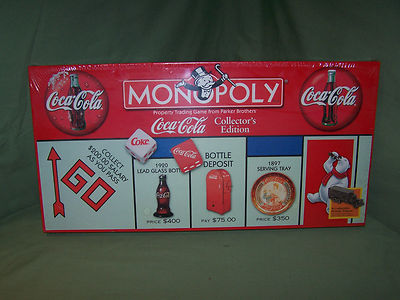 Coca-Cola
MONOPOLY
Property Trading Game from Parker Brothers
Coca-Cola Collector's
Edition
Coca-Cola
Coke
Coca-Cola
COLLECT
$200.00 SALARY
AS YOU PASS
GO
1920
LEAD GLASS BOTTLE
Coca-Cola
PRICE $400
BOTTLE
DEPOSIT
PAY $75.00
1897
SERVING TRAY
PRICE $350